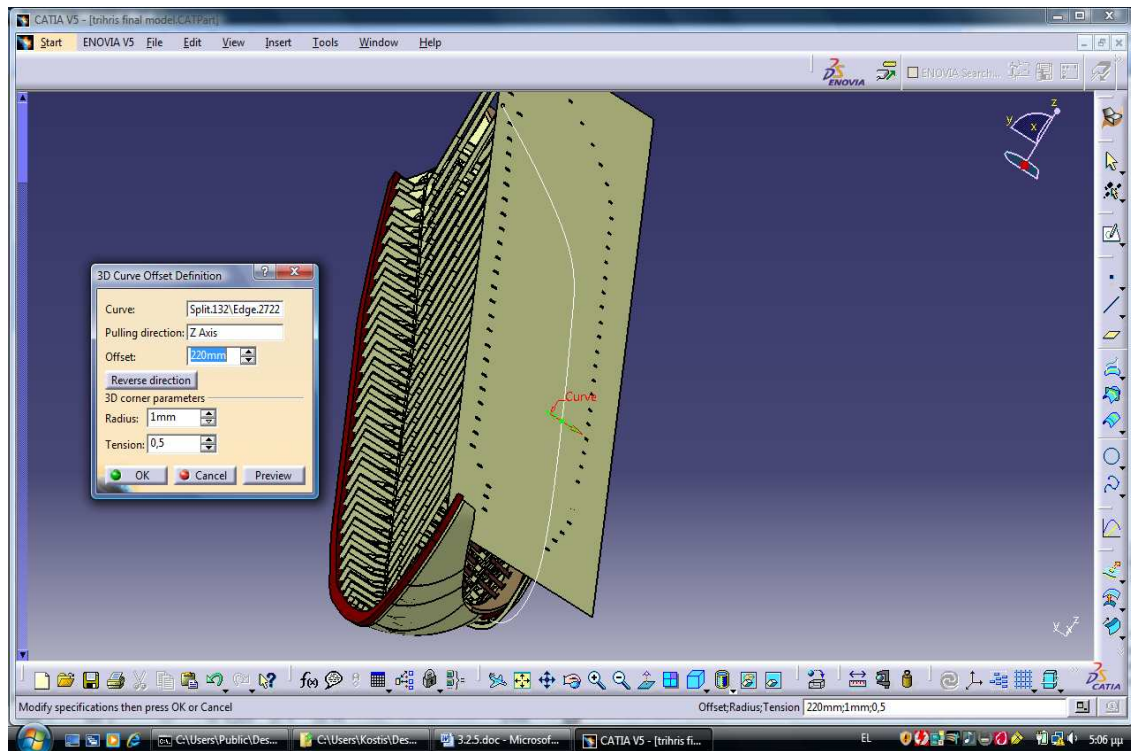 CATIA V5 - [trihris final model.CATPart]
Start ENOVIA V5 File Edit View Insert Tools Window Help
DS ENOVIA
ENOVIA Search...
z
y
x
3D Curve Offset Definition
Curve: Split.132\Edge.2722
Pulling direction: Z Axis
Offset: 220mm
Reverse direction
3D corner parameters
Radius: 1mm
Tension: 0,5
OK Cancel Preview
Curve
z
y x
f(x)
DS CATIA
Modify specifications then press OK or Cancel
Offset;Radius;Tension 220mm;1mm;0,5
C:\Users\Public\Des...
C:\Users\Kostis\Des...
3.2.5.doc - Microsof...
CATIA V5 - [trihris fi...
EL
5:06 μμ